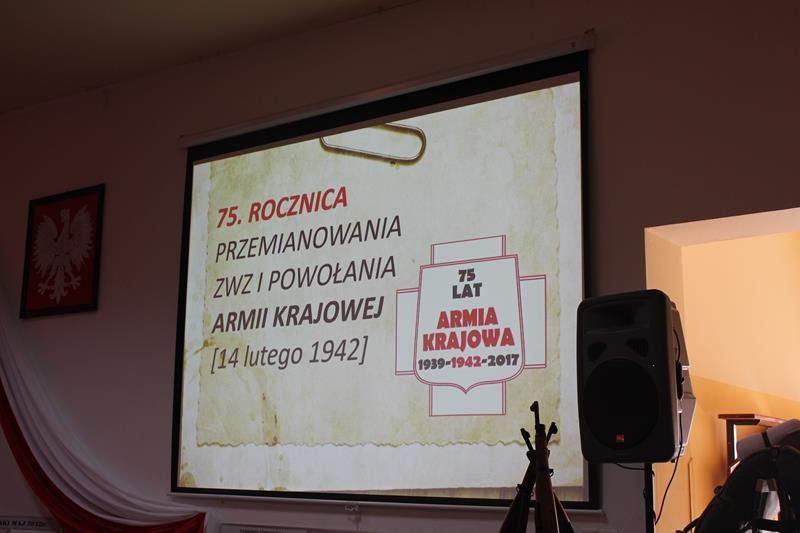 75. ROCZNICA
PRZEMIANOWANIA
ZWZ I POWOŁANIA
ARMII KRAJOWEJ
[14 lutego 1942]
75
LAT
ARMIA
KRAJOWA
1939-1942-2017